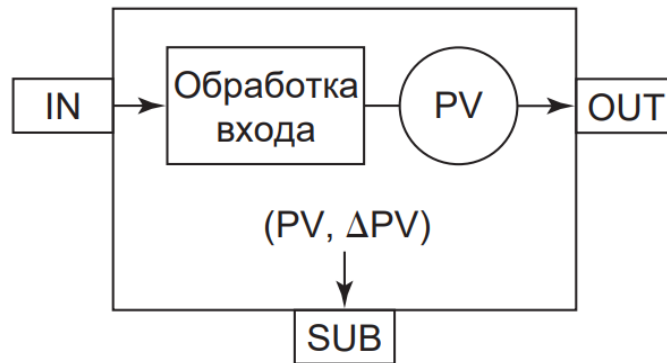 IN
Обработка
входа
PV
OUT
(PV, ΔPV)
SUB